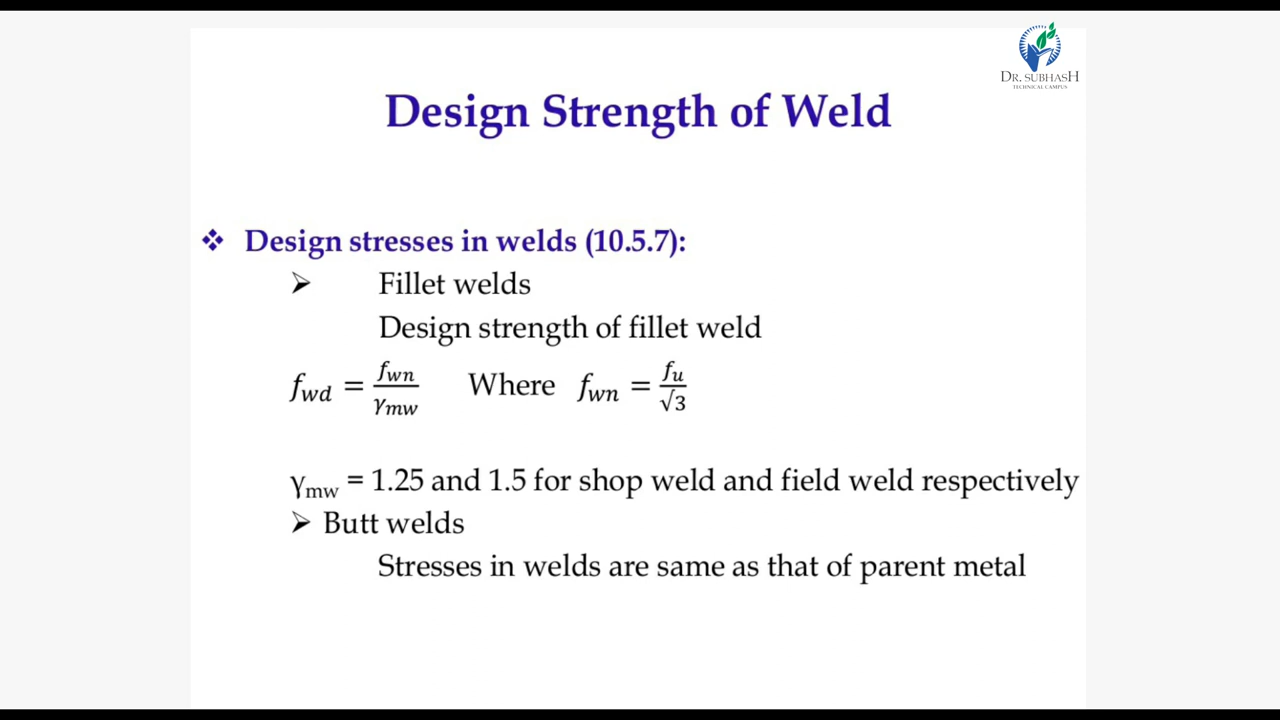 DR. SUBHASH
TECHNICAL CAMPUS
Design Strength of Weld
❖ Design stresses in welds (10.5.7):
➢ Fillet welds
Design strength of fillet weld
f_wd = f_wn / γ_mw Where f_wn = f_u / √3
γ_mw = 1.25 and 1.5 for shop weld and field weld respectively
➢ Butt welds
Stresses in welds are same as that of parent metal